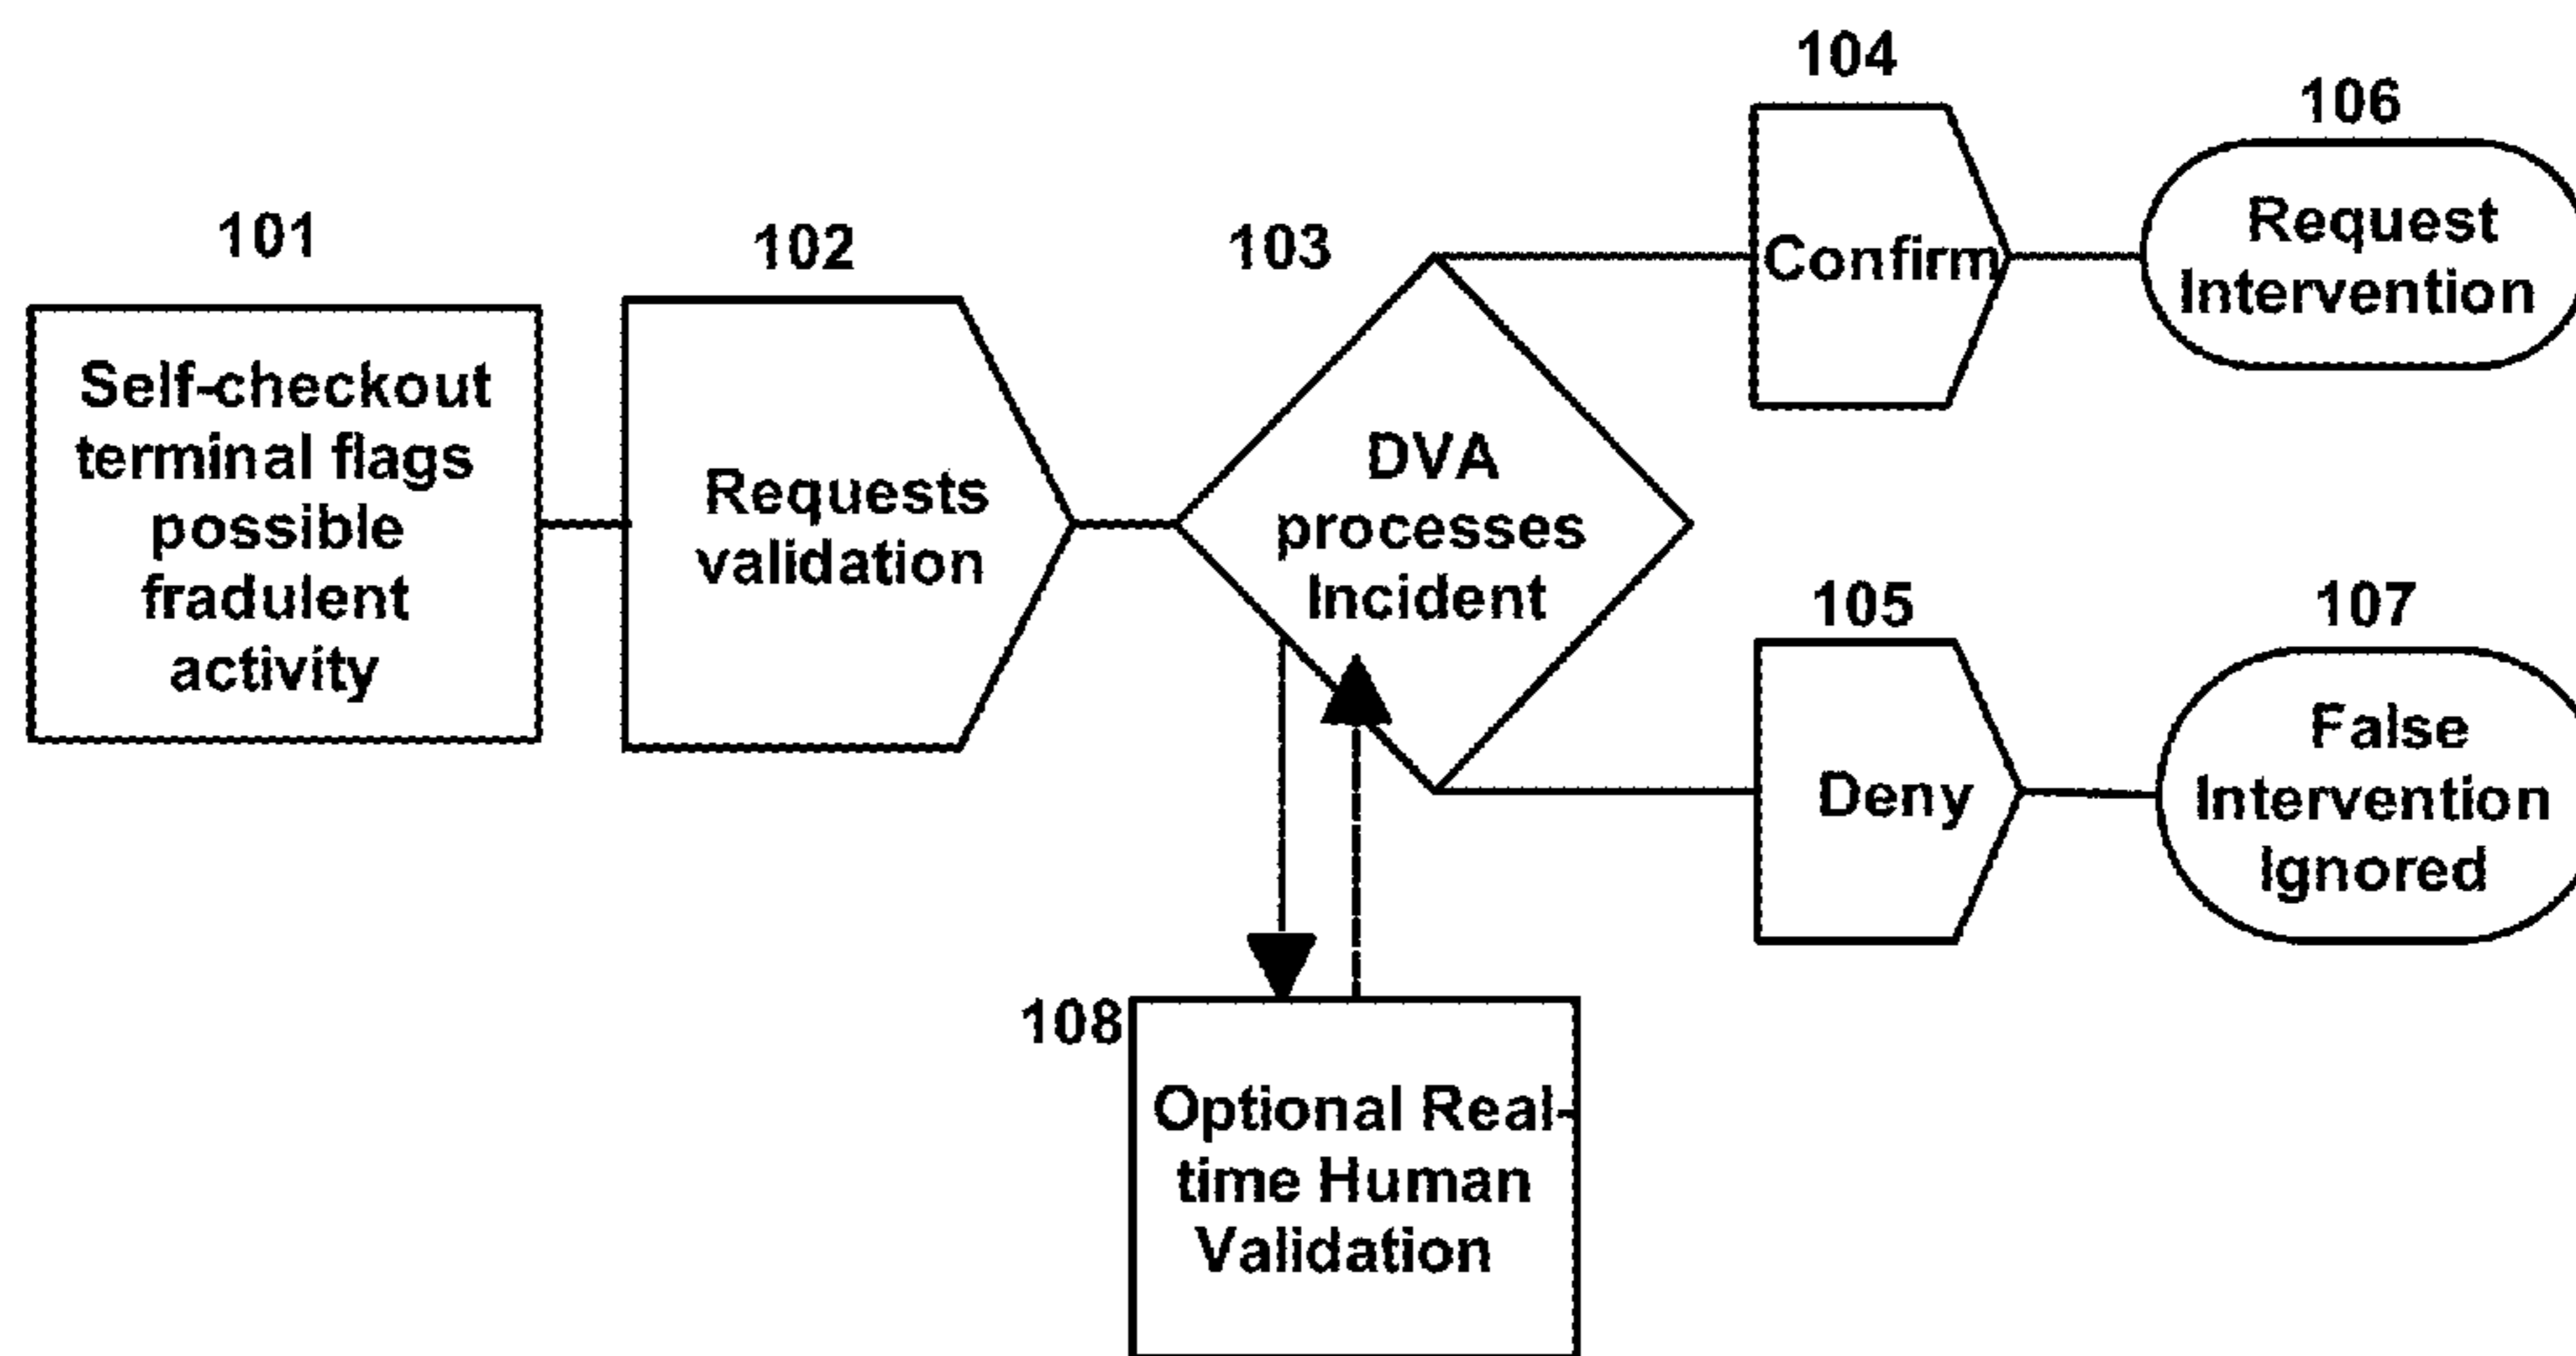 101
Self-checkout
terminal flags
possible
fradulent
activity
102
Requests
validation
103
DVA
processes
Incident
104
Confirm
106
Request
Intervention
105
Deny
107
False
Intervention
Ignored
108
Optional Real-
time Human
Validation